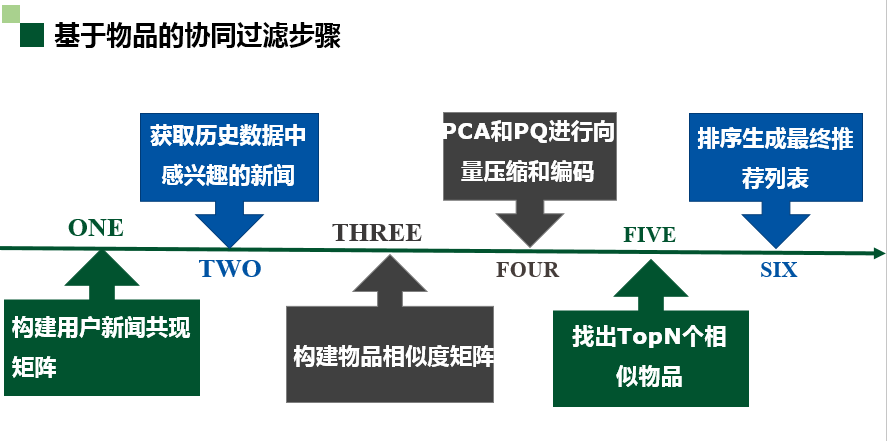 基于物品的协同过滤步骤
ONE
构建用户新闻共现
矩阵
获取历史数据中
感兴趣的新闻
TWO
THREE
构建物品相似度矩阵
PCA和PQ进行向
量压缩和编码
FOUR
FIVE
找出TopN个相
似物品
排序生成最终推
荐列表
SIX